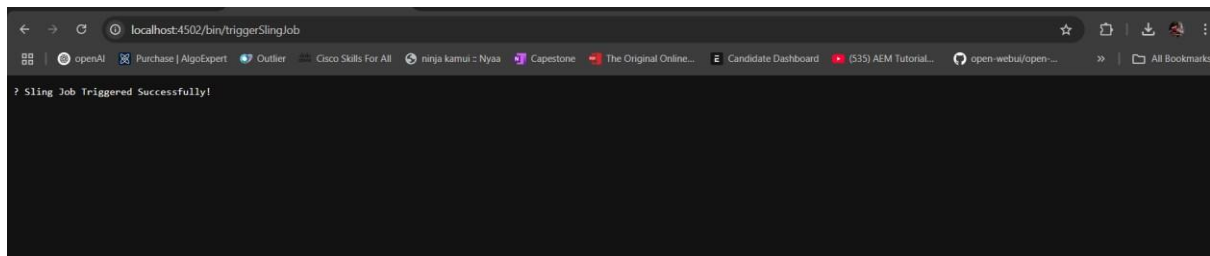 localhost:4502/bin/triggerSlingJob
openAI Purchase | AlgoExpert Outlier Cisco Skills For All ninja kamui :: Nyaa Capestone The Original Online... Candidate Dashboard (535) AEM Tutorial... open-webui/open-... » All Bookmarks
? Sling Job Triggered Successfully!